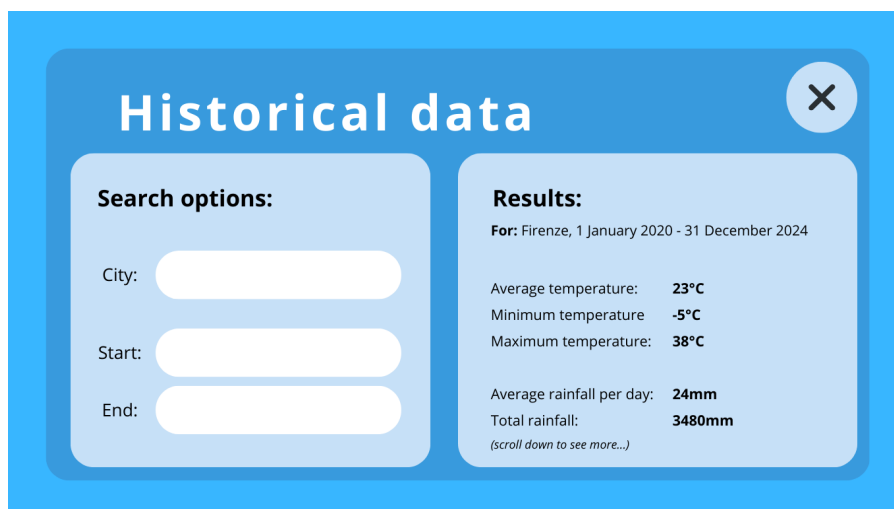 Historical data
Search options:
City:
Start:
End:
Results:
For: Firenze, 1 January 2020 - 31 December 2024
Average temperature: 23°C
Minimum temperature -5°C
Maximum temperature: 38°C
Average rainfall per day: 24mm
Total rainfall: 3480mm
(scroll down to see more...)